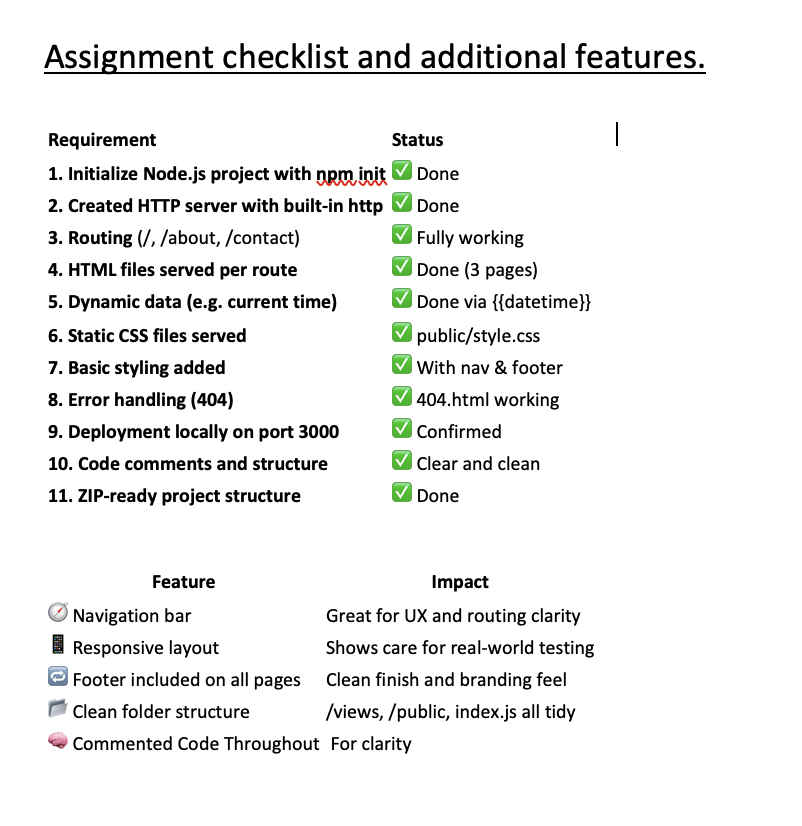 Assignment checklist and additional features.
Requirement Status
1. Initialize Node.js project with npm init ✅ Done
2. Created HTTP server with built-in http ✅ Done
3. Routing (/, /about, /contact) ✅ Fully working
4. HTML files served per route ✅ Done (3 pages)
5. Dynamic data (e.g. current time) ✅ Done via {{datetime}}
6. Static CSS files served ✅ public/style.css
7. Basic styling added ✅ With nav & footer
8. Error handling (404) ✅ 404.html working
9. Deployment locally on port 3000 ✅ Confirmed
10. Code comments and structure ✅ Clear and clean
11. ZIP-ready project structure ✅ Done
Feature Impact
🧭 Navigation bar Great for UX and routing clarity
📱 Responsive layout Shows care for real-world testing
🔁 Footer included on all pages Clean finish and branding feel
📁 Clean folder structure /views, /public, index.js all tidy
🧠 Commented Code Throughout For clarity